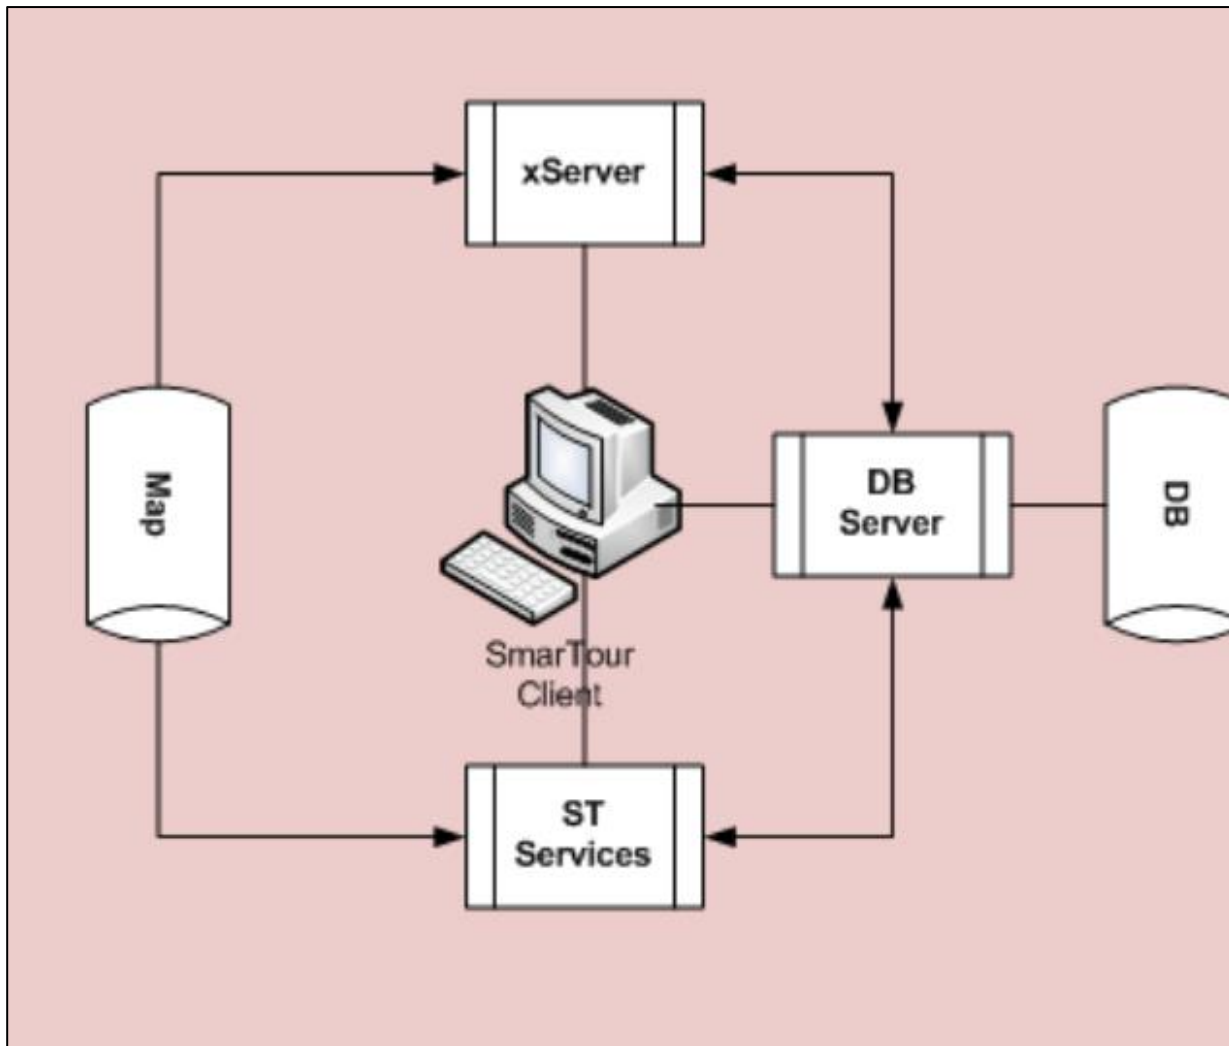 xServer
Map
DB
Server
DB
SmarTour
Client
ST
Services